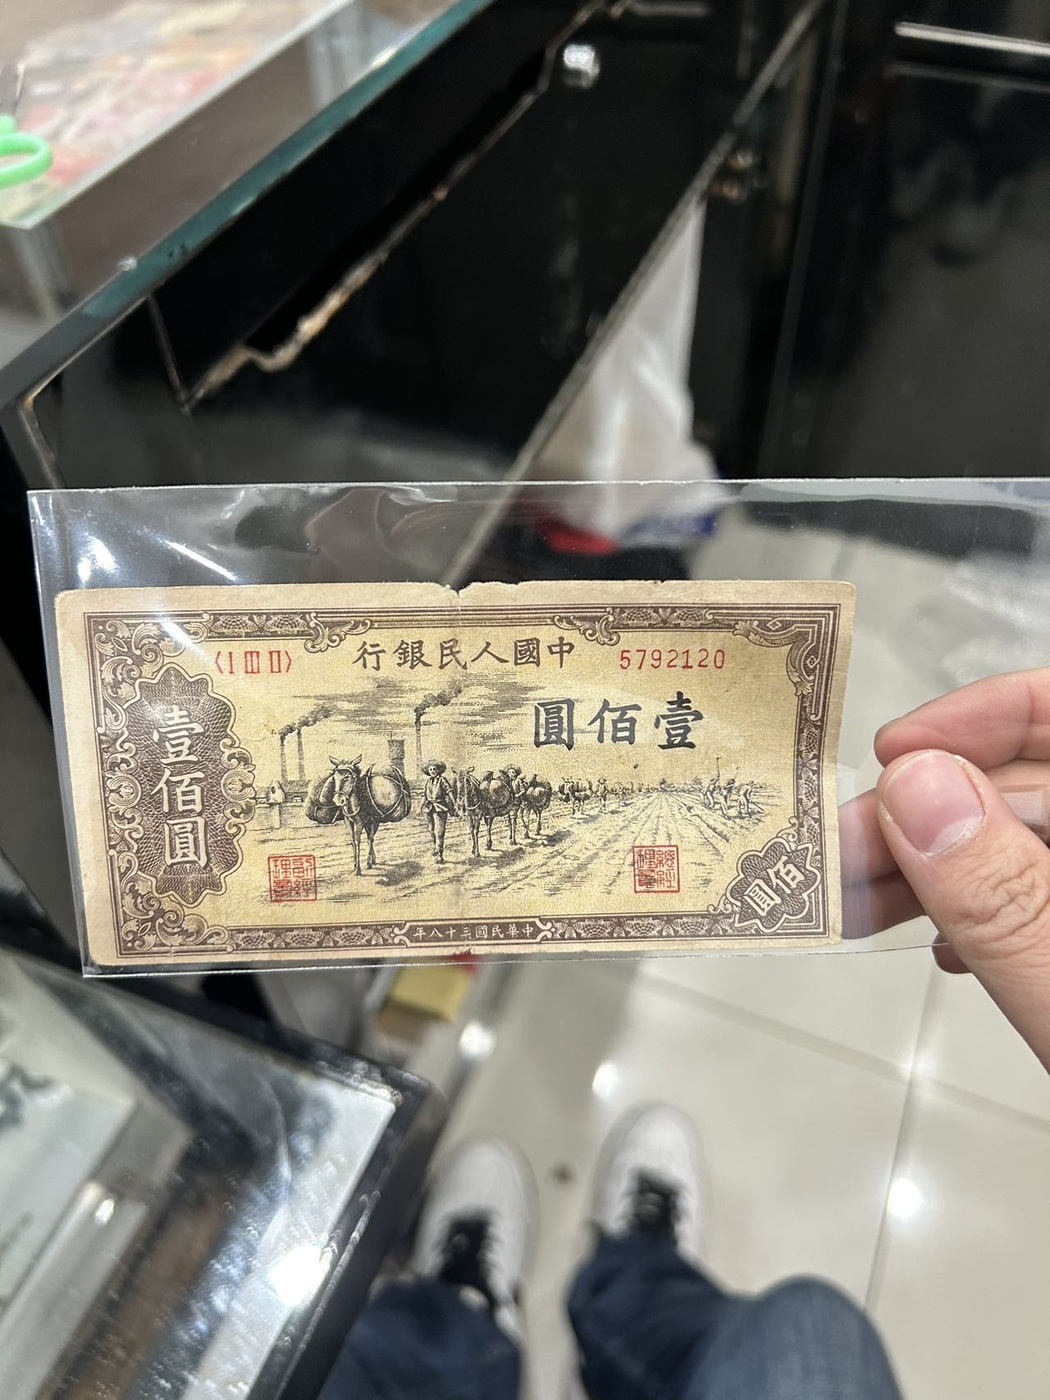 〈I III II〉
行銀民人國中
5792120
圓佰壹
壹佰圓
佰圓
年八十三國民華中